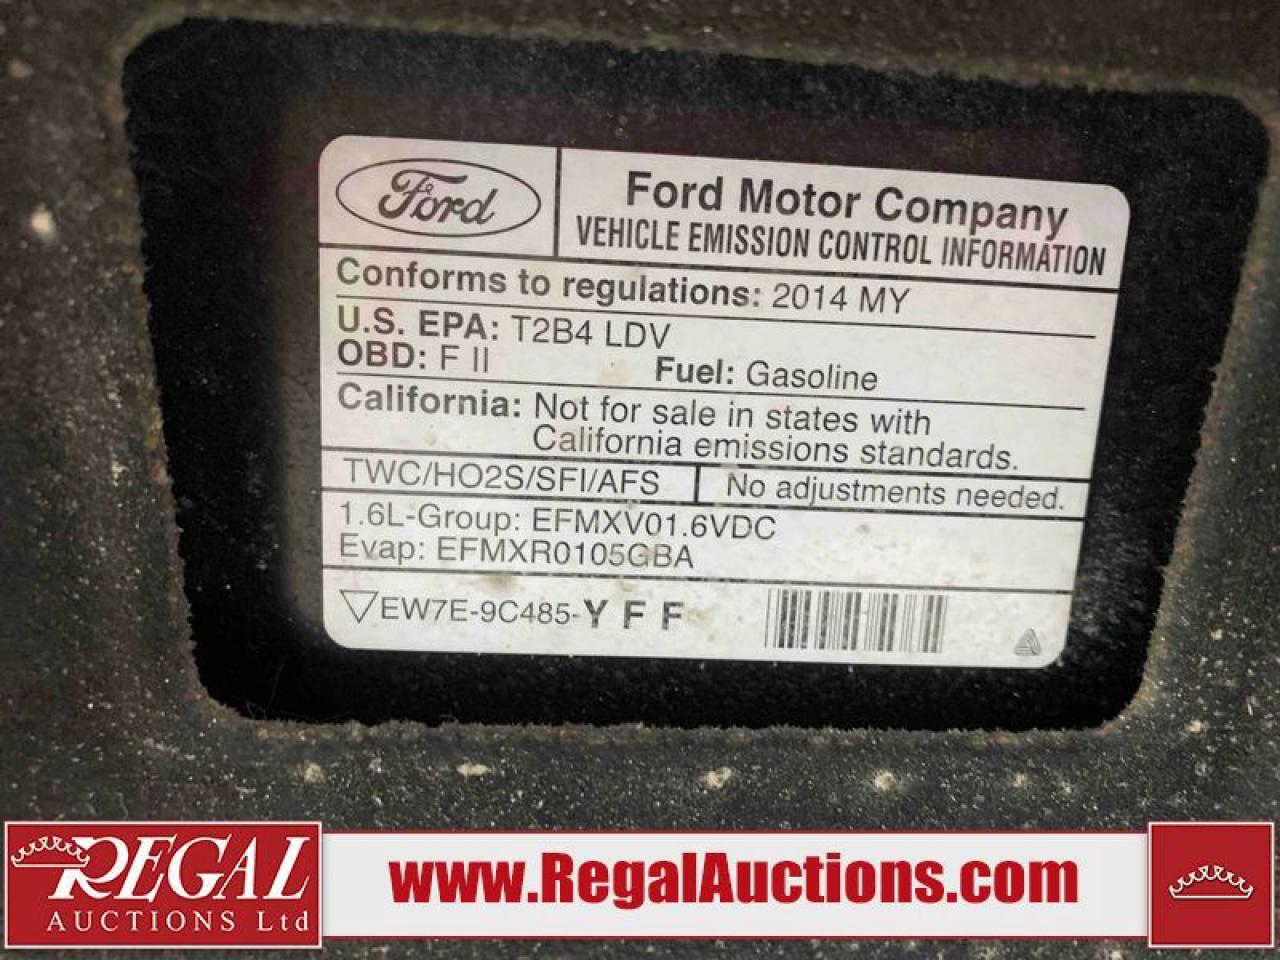 Ford
Ford Motor Company
VEHICLE EMISSION CONTROL INFORMATION
Conforms to regulations: 2014 MY
U.S. EPA: T2B4 LDV
OBD: F II Fuel: Gasoline
California: Not for sale in states with
California emissions standards.
TWC/HO2S/SFI/AFS No adjustments needed.
1.6L-Group: EFMXV01.6VDC
Evap: EFMXR0105GBA
▽EW7E-9C485-YFF
REGAL
AUCTIONS Ltd
www.RegalAuctions.com